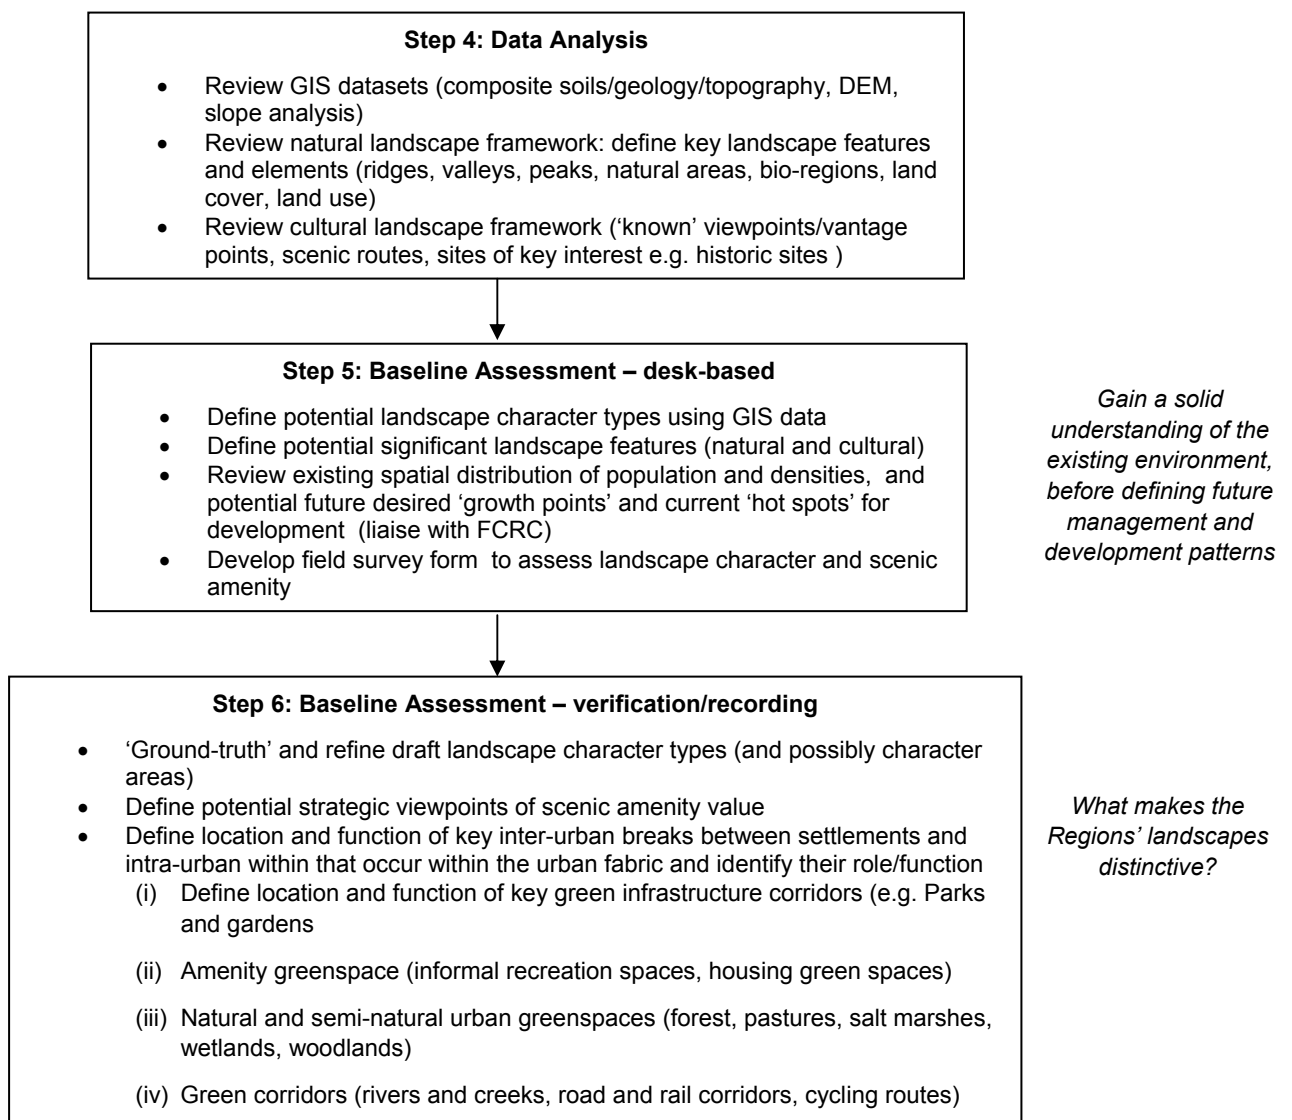 Step 4: Data Analysis
• Review GIS datasets (composite soils/geology/topography, DEM,
slope analysis)
• Review natural landscape framework: define key landscape features
and elements (ridges, valleys, peaks, natural areas, bio-regions, land
cover, land use)
• Review cultural landscape framework (‘known’ viewpoints/vantage
points, scenic routes, sites of key interest e.g. historic sites )
Step 5: Baseline Assessment – desk-based
• Define potential landscape character types using GIS data
• Define potential significant landscape features (natural and cultural)
• Review existing spatial distribution of population and densities, and
potential future desired ‘growth points’ and current ‘hot spots’ for
development (liaise with FCRC)
• Develop field survey form to assess landscape character and scenic
amenity
Gain a solid
understanding of the
existing environment,
before defining future
management and
development patterns
Step 6: Baseline Assessment – verification/recording
• ‘Ground-truth’ and refine draft landscape character types (and possibly character
areas)
• Define potential strategic viewpoints of scenic amenity value
• Define location and function of key inter-urban breaks between settlements and
intra-urban within that occur within the urban fabric and identify their role/function
(i) Define location and function of key green infrastructure corridors (e.g. Parks
and gardens
(ii) Amenity greenspace (informal recreation spaces, housing green spaces)
(iii) Natural and semi-natural urban greenspaces (forest, pastures, salt marshes,
wetlands, woodlands)
(iv) Green corridors (rivers and creeks, road and rail corridors, cycling routes)
What makes the
Regions’ landscapes
distinctive?